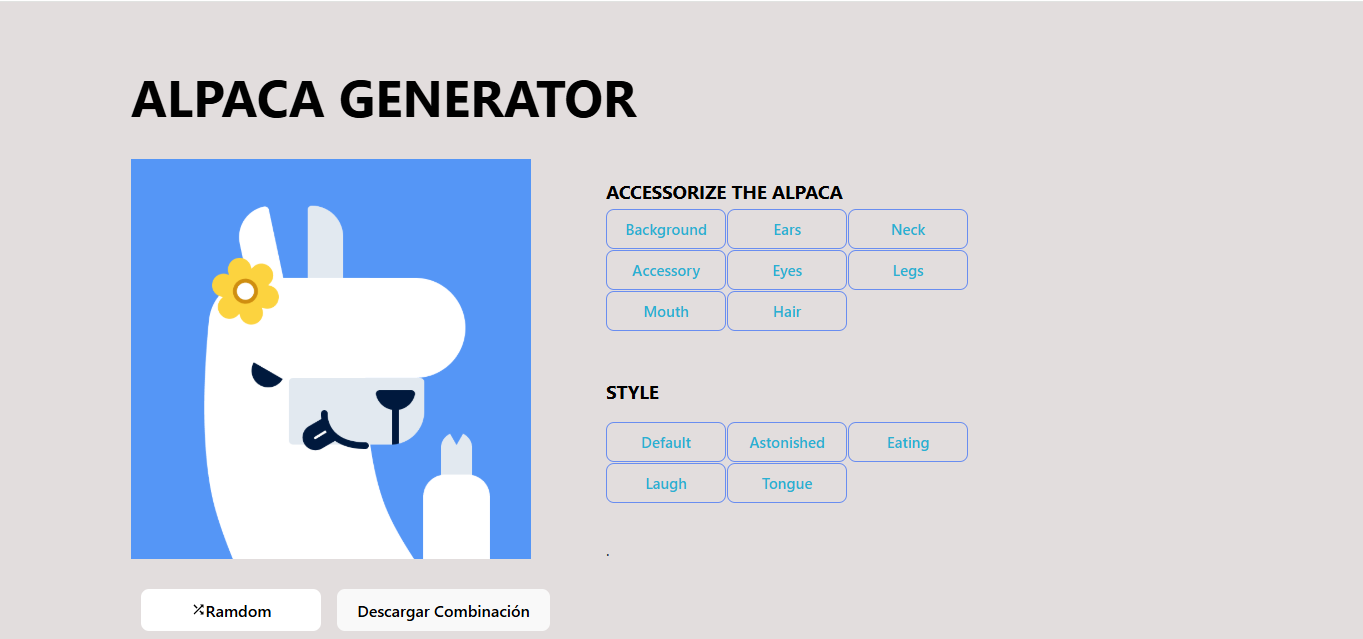 ALPACA GENERATOR
ACCESSORIZE THE ALPACA
Background Ears Neck
Accessory Eyes Legs
Mouth Hair
STYLE
Default Astonished Eating
Laugh Tongue
.
Ramdom Descargar Combinación